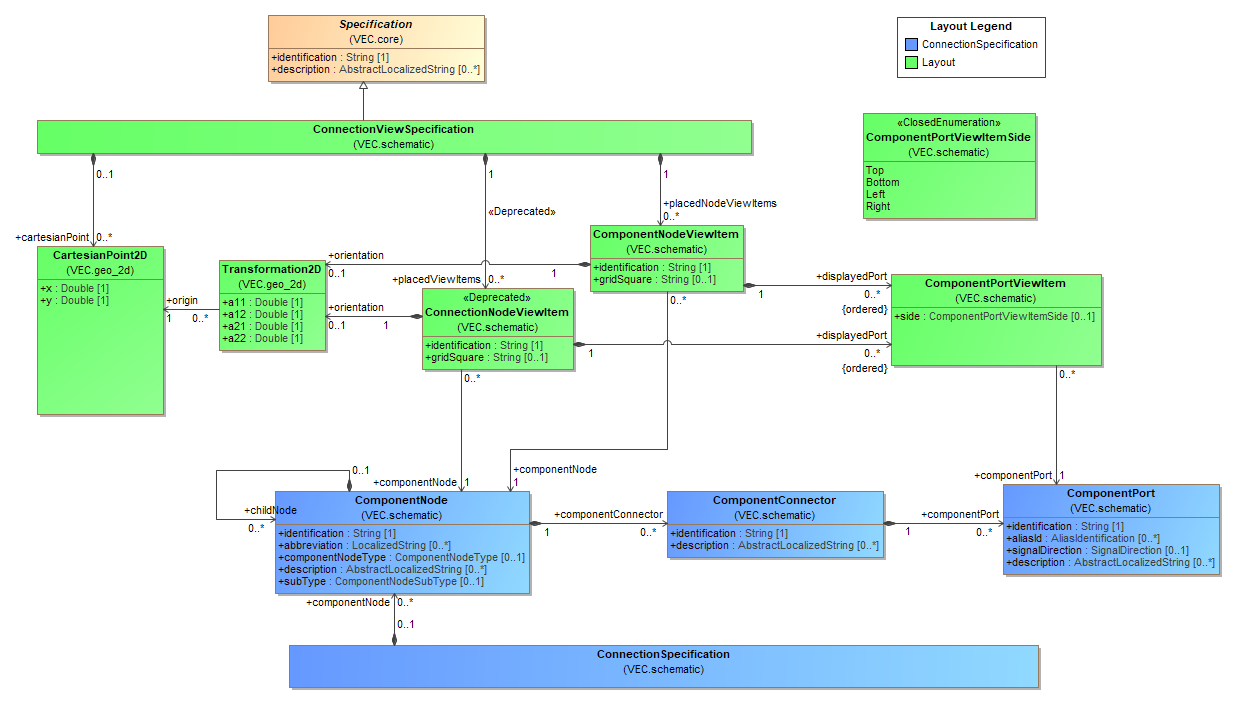 Specification
(VEC.core)
+identification : String [1]
+description : AbstractLocalizedString [0..*]
Layout Legend
ConnectionSpecification
Layout
ConnectionViewSpecification
(VEC.schematic)
«ClosedEnumeration»
ComponentPortViewItemSide
(VEC.schematic)
Top
Bottom
Left
Right
0..1
1
1
«Deprecated»
+placedNodeViewItems
0..*
+cartesianPoint
0..*
CartesianPoint2D
(VEC.geo_2d)
+x : Double [1]
+y : Double [1]
+origin
1
0..*
Transformation2D
(VEC.geo_2d)
+a11 : Double [1]
+a12 : Double [1]
+a21 : Double [1]
+a22 : Double [1]
+orientation
0..1
1
+orientation
0..1
1
+placedViewItems
0..*
«Deprecated»
ConnectionNodeViewItem
(VEC.schematic)
+identification : String [1]
+gridSquare : String [0..1]
ComponentNodeViewItem
(VEC.schematic)
+identification : String [1]
+gridSquare : String [0..1]
1
+displayedPort
0..*
{ordered}
1
+displayedPort
0..*
{ordered}
ComponentPortViewItem
(VEC.schematic)
+side : ComponentPortViewItemSide [0..1]
0..*
0..*
0..*
+componentNode
1
+componentNode
1
+componentPort
1
0..1
+childNode
0..*
ComponentNode
(VEC.schematic)
+identification : String [1]
+abbreviation : LocalizedString [0..*]
+componentNodeType : ComponentNodeType [0..1]
+description : AbstractLocalizedString [0..*]
+subType : ComponentNodeSubType [0..1]
1
+componentConnector
0..*
ComponentConnector
(VEC.schematic)
+identification : String [1]
+description : AbstractLocalizedString [0..*]
1
+componentPort
0..*
ComponentPort
(VEC.schematic)
+identification : String [1]
+aliasId : AliasIdentification [0..*]
+signalDirection : SignalDirection [0..1]
+description : AbstractLocalizedString [0..*]
+componentNode
0..*
0..1
ConnectionSpecification
(VEC.schematic)